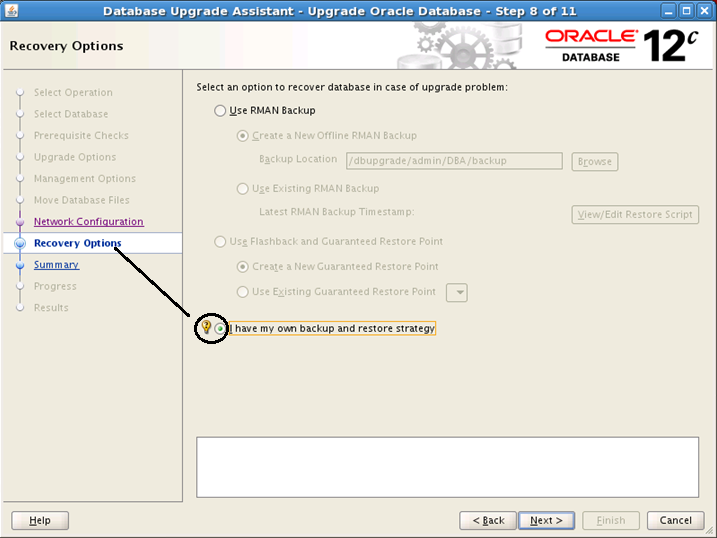 Database Upgrade Assistant - Upgrade Oracle Database - Step 8 of 11
Recovery Options
ORACLE
DATABASE
12c
Select Operation
Select Database
Prerequisite Checks
Upgrade Options
Management Options
Move Database Files
Network Configuration
Recovery Options
Summary
Progress
Results
Select an option to recover database in case of upgrade problem:
Use RMAN Backup
Create a New Offline RMAN Backup
Backup Location /dbupgrade/admin/DBA/backup Browse
Use Existing RMAN Backup
Latest RMAN Backup Timestamp: View/Edit Restore Script
Use Flashback and Guaranteed Restore Point
Create a New Guaranteed Restore Point
Use Existing Guaranteed Restore Point
I have my own backup and restore strategy
Help < Back Next > Finish Cancel